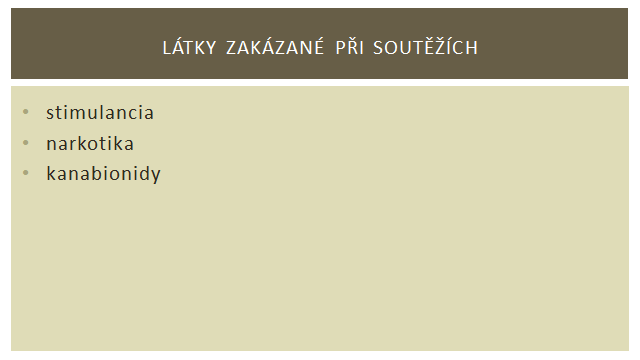 LÁTKY ZAKÁZANÉ PŘI SOUTĚŽÍCH
• stimulancia
• narkotika
• kanabionidy